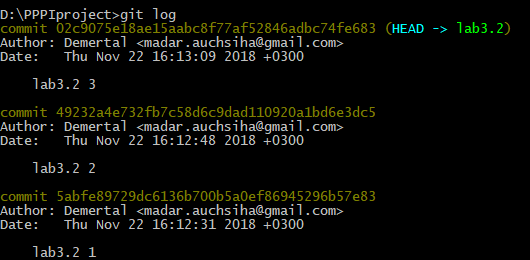 D:\PPPIproject>git log
commit 02c9075e18ae15aabc8f77af52846adbc74fe683 (HEAD -> lab3.2)
Author: Demertal <madar.auchsiha@gmail.com>
Date:   Thu Nov 22 16:13:09 2018 +0300
lab3.2 3
commit 49232a4e732fb7c58d6c9dad110920a1bd6e3dc5
Author: Demertal <madar.auchsiha@gmail.com>
Date:   Thu Nov 22 16:12:48 2018 +0300
lab3.2 2
commit 5abfe89729dc6136b700b5a0ef86945296b57e83
Author: Demertal <madar.auchsiha@gmail.com>
Date:   Thu Nov 22 16:12:31 2018 +0300
lab3.2 1